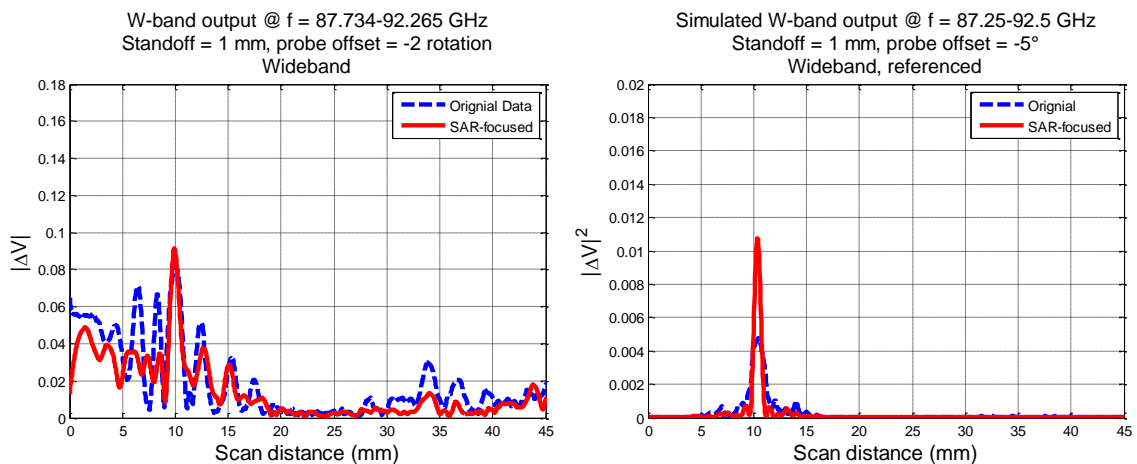 W-band output @ f = 87.734-92.265 GHz
Standoff = 1 mm, probe offset = -2 rotation
Wideband
0.18
0.16
0.14
0.12
0.1
0.08
0.06
0.04
0.02
0
|ΔV|
Orignial Data
SAR-focused
0 5 10 15 20 25 30 35 40 45
Scan distance (mm)
Simulated W-band output @ f = 87.25-92.5 GHz
Standoff = 1 mm, probe offset = -5°
Wideband, referenced
0.02
0.018
0.016
0.014
0.012
0.01
0.008
0.006
0.004
0.002
0
|ΔV|²
Orignial
SAR-focused
0 5 10 15 20 25 30 35 40 45
Scan distance (mm)